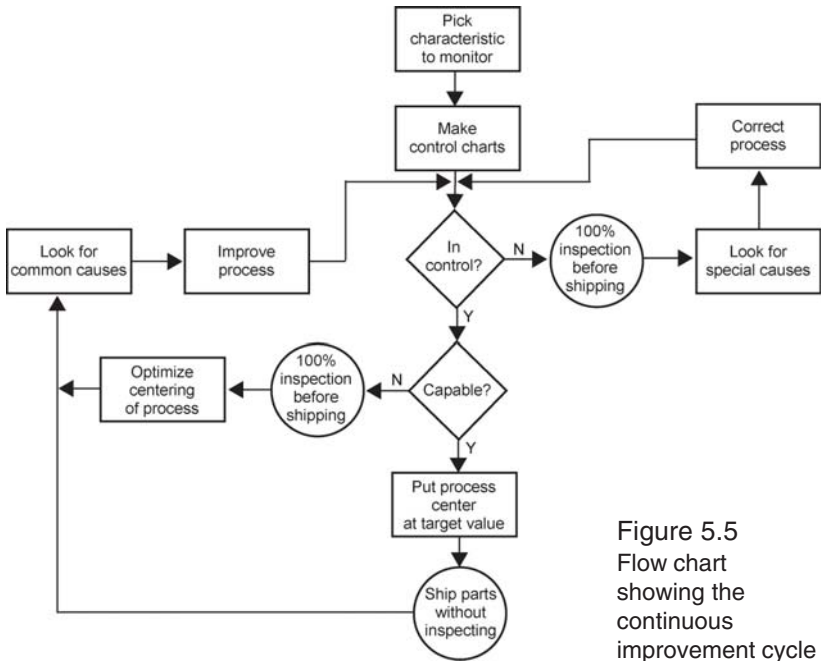 Pick
characteristic
to monitor
Make
control charts
Correct
process
Look for
common causes
Improve
process
In
control?
N
100%
inspection
before
shipping
Look for
special causes
Y
Optimize
centering
of process
100%
inspection
before
shipping
N
Capable?
Y
Put process
center
at target value
Ship parts
without
inspecting
Figure 5.5
Flow chart
showing the
continuous
improvement cycle